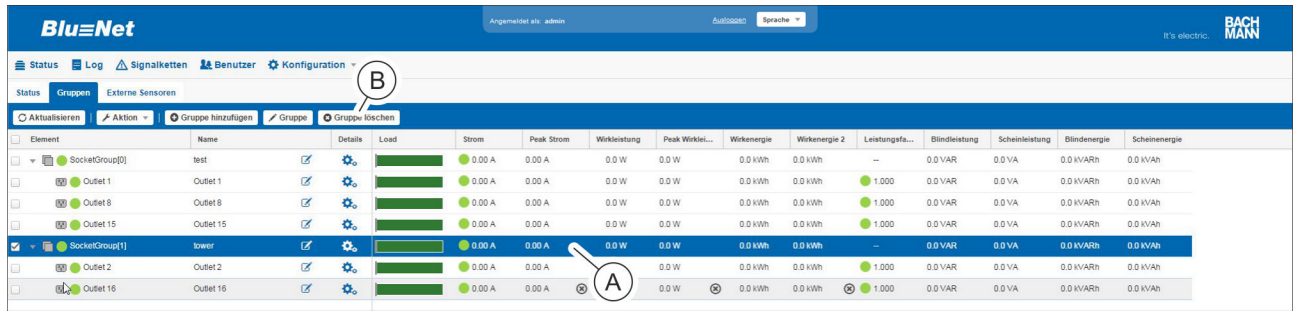 Blu≡Net Angemeldet als: admin Ausloggen Sprache It's electric. BACH
MANN
Status Log Signalketten Benutzer Konfiguration
B
Status Gruppen Externe Sensoren
Aktualisieren Aktion Gruppe hinzufügen Gruppe Gruppe löschen
Element Name Details Load Strom Peak Strom Wirkleistung Peak Wirklei... Wirkenergie Wirkenergie 2 Leistungsfa... Blindleistung Scheinleistung Blindenergie Scheinenergie
SocketGroup[0] test 0.00 A 0.00 A 0.0 W 0.0 W 0.0 kWh 0.0 kWh -- 0.0 VAR 0.0 VA 0.0 kVARh 0.0 kVAh
Outlet 1 Outlet 1 0.00 A 0.00 A 0.0 W 0.0 W 0.0 kWh 0.0 kWh 1.000 0.0 VAR 0.0 VA 0.0 kVARh 0.0 kVAh
Outlet 8 Outlet 8 0.00 A 0.00 A 0.0 W 0.0 W 0.0 kWh 0.0 kWh 1.000 0.0 VAR 0.0 VA 0.0 kVARh 0.0 kVAh
Outlet 15 Outlet 15 0.00 A 0.00 A 0.0 W 0.0 W 0.0 kWh 0.0 kWh 1.000 0.0 VAR 0.0 VA 0.0 kVARh 0.0 kVAh
SocketGroup[1] tower 0.00 A 0.00 A 0.0 W 0.0 W 0.0 kWh 0.0 kWh -- 0.0 VAR 0.0 VA 0.0 kVARh 0.0 kVAh
Outlet 2 Outlet 2 0.00 A 0.00 A 0.0 W 0.0 kWh 0.0 kWh 1.000 0.0 VAR 0.0 VA 0.0 kVARh 0.0 kVAh
A
Outlet 16 Outlet 16 0.00 A 0.00 A 0.0 W 0.0 kWh 0.0 kWh 1.000 0.0 VAR 0.0 VA 0.0 kVARh 0.0 kVAh